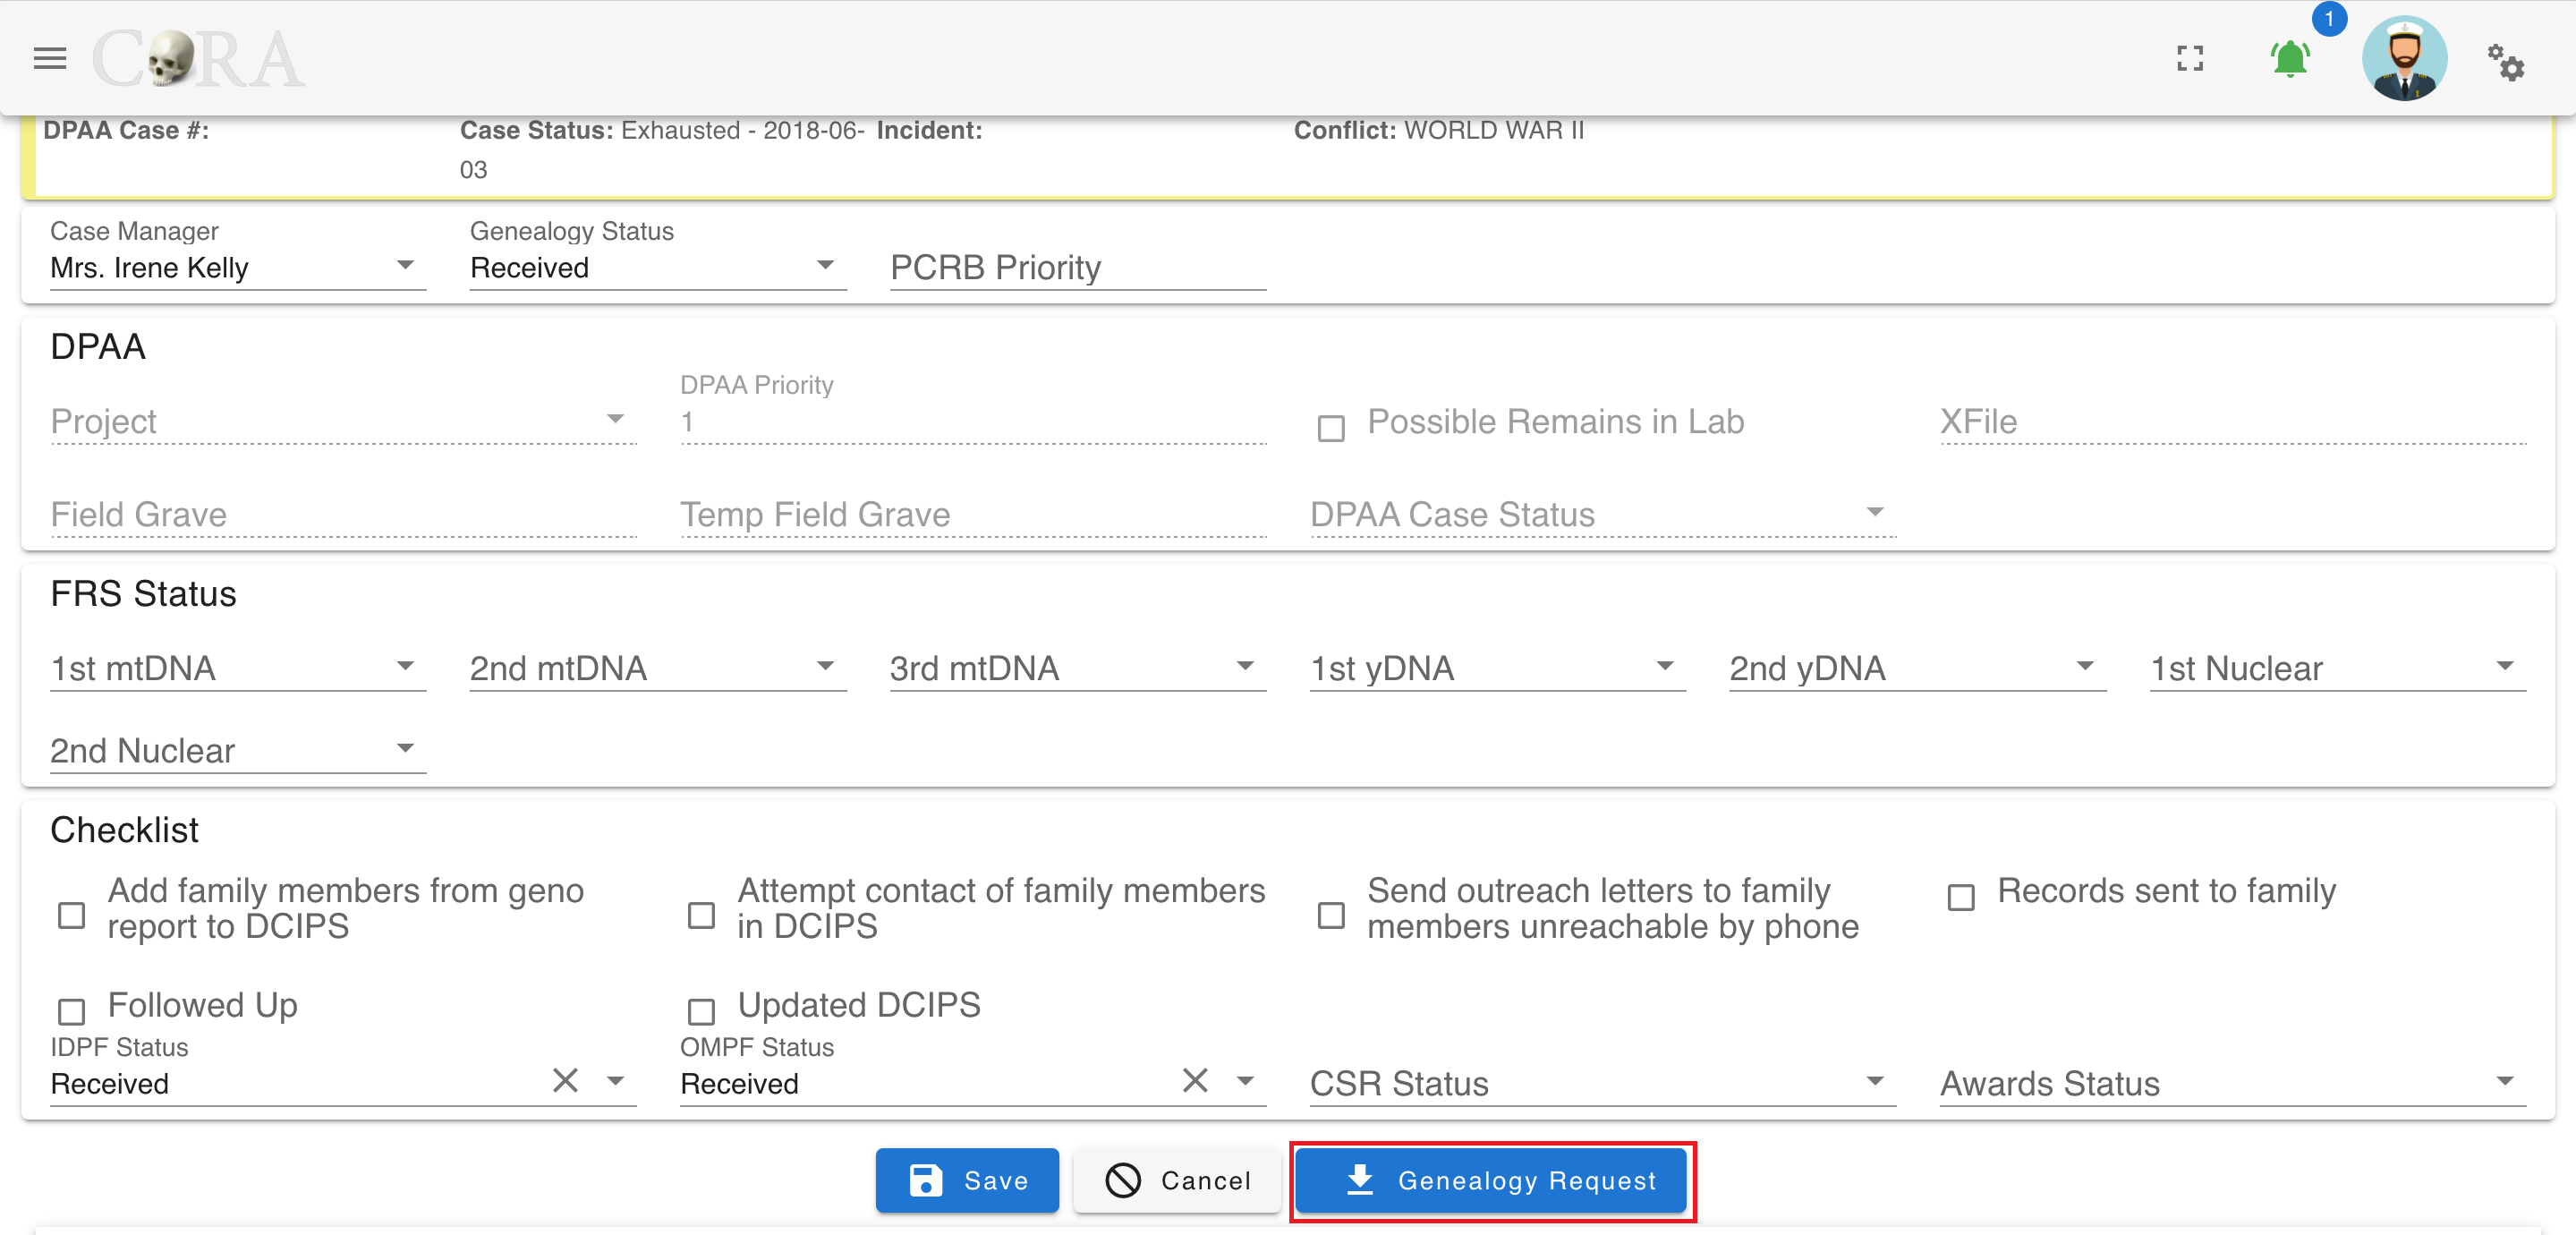 CORA
1
DPAA Case #:
Case Status: Exhausted - 2018-06-
03
Incident:
Conflict: WORLD WAR II
Case Manager
Mrs. Irene Kelly
Genealogy Status
Received
PCRB Priority
DPAA
Project
DPAA Priority
1
Possible Remains in Lab
XFile
Field Grave
Temp Field Grave
DPAA Case Status
FRS Status
1st mtDNA
2nd mtDNA
3rd mtDNA
1st yDNA
2nd yDNA
1st Nuclear
2nd Nuclear
Checklist
Add family members from geno
report to DCIPS
Attempt contact of family members
in DCIPS
Send outreach letters to family
members unreachable by phone
Records sent to family
Followed Up
Updated DCIPS
IDPF Status
Received
OMPF Status
Received
CSR Status
Awards Status
Save
Cancel
Genealogy Request